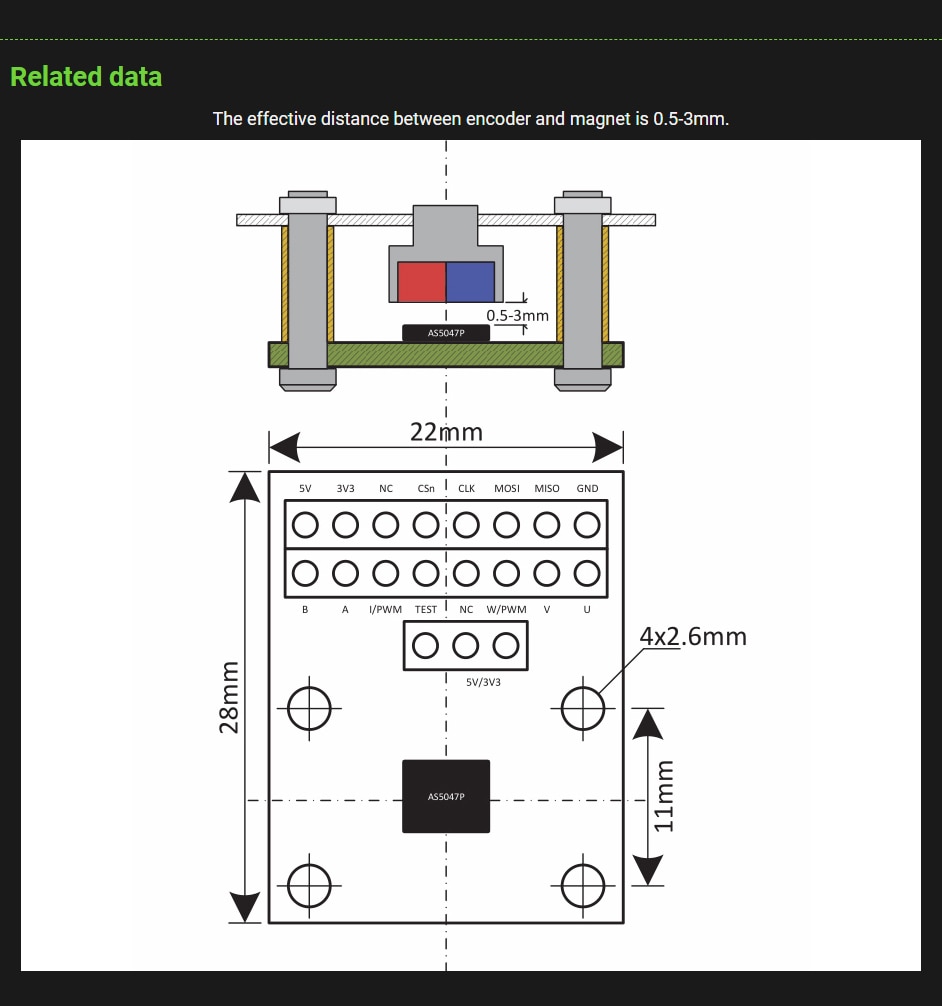 Related data
The effective distance between encoder and magnet is 0.5-3mm.
0.5-3mm
AS5047P
22mm
5V 3V3 NC CSn CLK MOSI MISO GND
B A I/PWM TEST NC W/PWM V U
4x2.6mm
5V/3V3
28mm
11mm
AS5047P